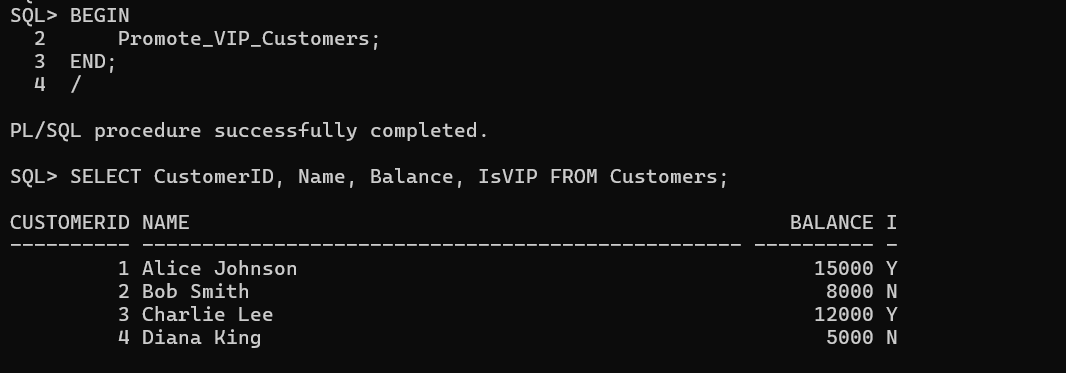 SQL> BEGIN
  2      Promote_VIP_Customers;
  3  END;
  4  /
PL/SQL procedure successfully completed.
SQL> SELECT CustomerID, Name, Balance, IsVIP FROM Customers;
CUSTOMERID NAME                                                  BALANCE I
---------- -------------------------------------------------- ---------- -
         1 Alice Johnson                                           15000 Y
         2 Bob Smith                                                8000 N
         3 Charlie Lee                                             12000 Y
         4 Diana King                                               5000 N